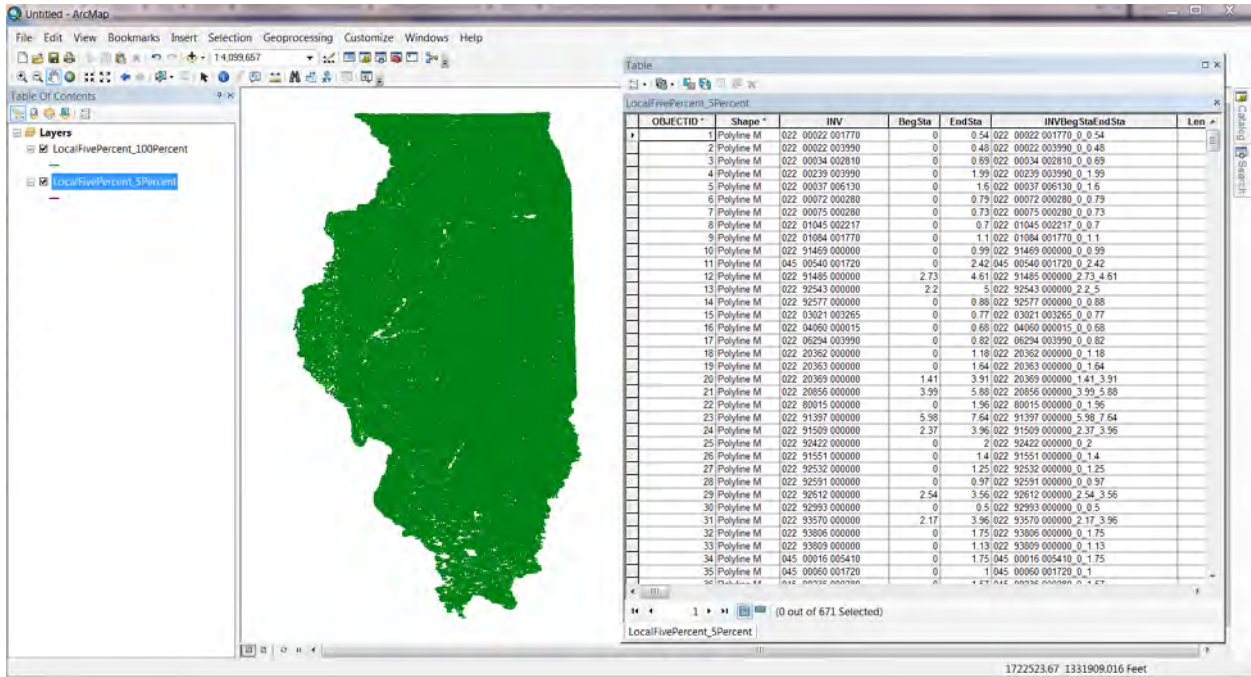 Untitled - ArcMap
File Edit View Bookmarks Insert Selection Geoprocessing Customize Windows Help
1:4,099,657
Table Of Contents
Layers
LocalFivePercent_100Percent
LocalFivePercent_5Percent
Table
LocalFivePercent_5Percent
OBJECTID * Shape * INV BegSta EndSta INVBegStaEndSta Len
1 Polyline M 022 00022 001770 0 0.54 022 00022 001770_0_0.54
2 Polyline M 022 00022 003990 0 0.48 022 00022 003990_0_0.48
3 Polyline M 022 00034 002810 0 0.69 022 00034 002810_0_0.69
4 Polyline M 022 00239 003990 0 1.99 022 00239 003990_0_1.99
5 Polyline M 022 00037 006130 0 1.6 022 00037 006130_0_1.6
6 Polyline M 022 00072 000280 0 0.79 022 00072 000280_0_0.79
7 Polyline M 022 00075 000280 0 0.73 022 00075 000280_0_0.73
8 Polyline M 022 01045 002217 0 0.7 022 01045 002217_0_0.7
9 Polyline M 022 01084 001770 0 1.1 022 01084 001770_0_1.1
10 Polyline M 022 91469 000000 0 0.99 022 91469 000000_0_0.99
11 Polyline M 045 00540 001720 0 2.42 045 00540 001720_0_2.42
12 Polyline M 022 91485 000000 2.73 4.61 022 91485 000000_2.73_4.61
13 Polyline M 022 92543 000000 2.2 5 022 92543 000000_2.2_5
14 Polyline M 022 92577 000000 0 0.88 022 92577 000000_0_0.88
15 Polyline M 022 03021 003265 0 0.77 022 03021 003265_0_0.77
16 Polyline M 022 04060 000015 0 0.68 022 04060 000015_0_0.68
17 Polyline M 022 06294 003990 0 0.82 022 06294 003990_0_0.82
18 Polyline M 022 20362 000000 0 1.18 022 20362 000000_0_1.18
19 Polyline M 022 20363 000000 0 1.64 022 20363 000000_0_1.64
20 Polyline M 022 20369 000000 1.41 3.91 022 20369 000000_1.41_3.91
21 Polyline M 022 20856 000000 3.99 5.88 022 20856 000000_3.99_5.88
22 Polyline M 022 80015 000000 0 1.96 022 80015 000000_0_1.96
23 Polyline M 022 91397 000000 5.98 7.64 022 91397 000000_5.98_7.64
24 Polyline M 022 91509 000000 2.37 3.96 022 91509 000000_2.37_3.96
25 Polyline M 022 92422 000000 0 2 022 92422 000000_0_2
26 Polyline M 022 91551 000000 0 1.4 022 91551 000000_0_1.4
27 Polyline M 022 92532 000000 0 1.25 022 92532 000000_0_1.25
28 Polyline M 022 92591 000000 0 0.97 022 92591 000000_0_0.97
29 Polyline M 022 92612 000000 2.54 3.56 022 92612 000000_2.54_3.56
30 Polyline M 022 92993 000000 0 0.5 022 92993 000000_0_0.5
31 Polyline M 022 93570 000000 2.17 3.96 022 93570 000000_2.17_3.96
32 Polyline M 022 93806 000000 0 1.75 022 93806 000000_0_1.75
33 Polyline M 022 93809 000000 0 1.13 022 93809 000000_0_1.13
34 Polyline M 045 00016 005410 0 1.75 045 00016 005410_0_1.75
35 Polyline M 045 00060 001720 0 1 045 00060 001720_0_1
1 (0 out of 671 Selected)
LocalFivePercent_5Percent
Catalog
Search
1722523.67 1331909.016 Feet